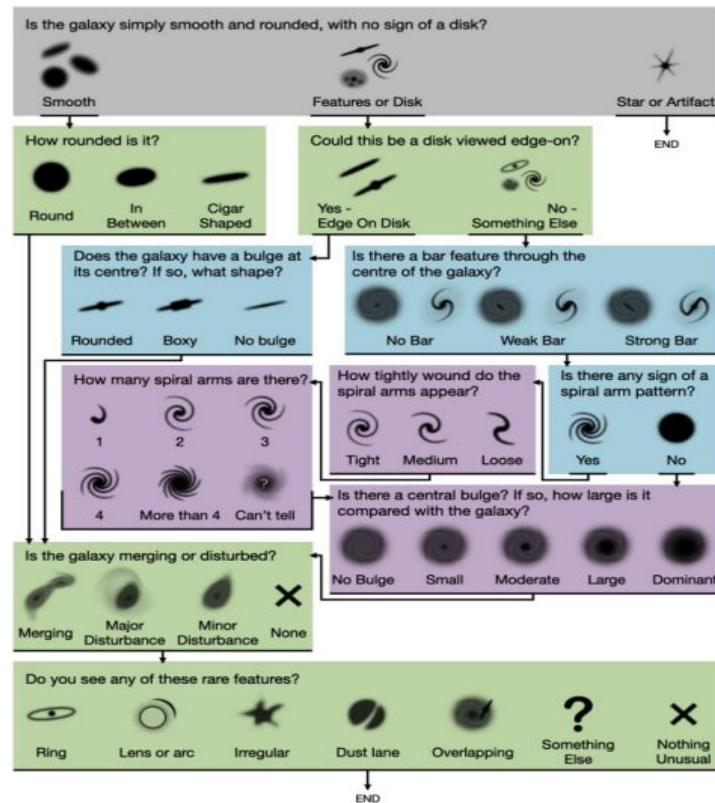 Is the galaxy simply smooth and rounded, with no sign of a disk?
Smooth
Features or Disk
Star or Artifact
END
How rounded is it?
Round
In
Between
Cigar
Shaped
Could this be a disk viewed edge-on?
Yes -
Edge On Disk
No -
Something Else
Does the galaxy have a bulge at
its centre? If so, what shape?
Rounded
Boxy
No bulge
Is there a bar feature through the
centre of the galaxy?
No Bar
Weak Bar
Strong Bar
Is there any sign of a
spiral arm pattern?
Yes
No
How tightly wound do the
spiral arms appear?
Tight
Medium
Loose
How many spiral arms are there?
1
2
3
4
More than 4
?
Can't tell
Is there a central bulge? If so, how large is it
compared with the galaxy?
No Bulge
Small
Moderate
Large
Dominant
Is the galaxy merging or disturbed?
Merging
Major
Disturbance
Minor
Disturbance
None
Do you see any of these rare features?
?
Ring
Lens or arc
Irregular
Dust lane
Overlapping
Something
Else
Nothing
Unusual
END